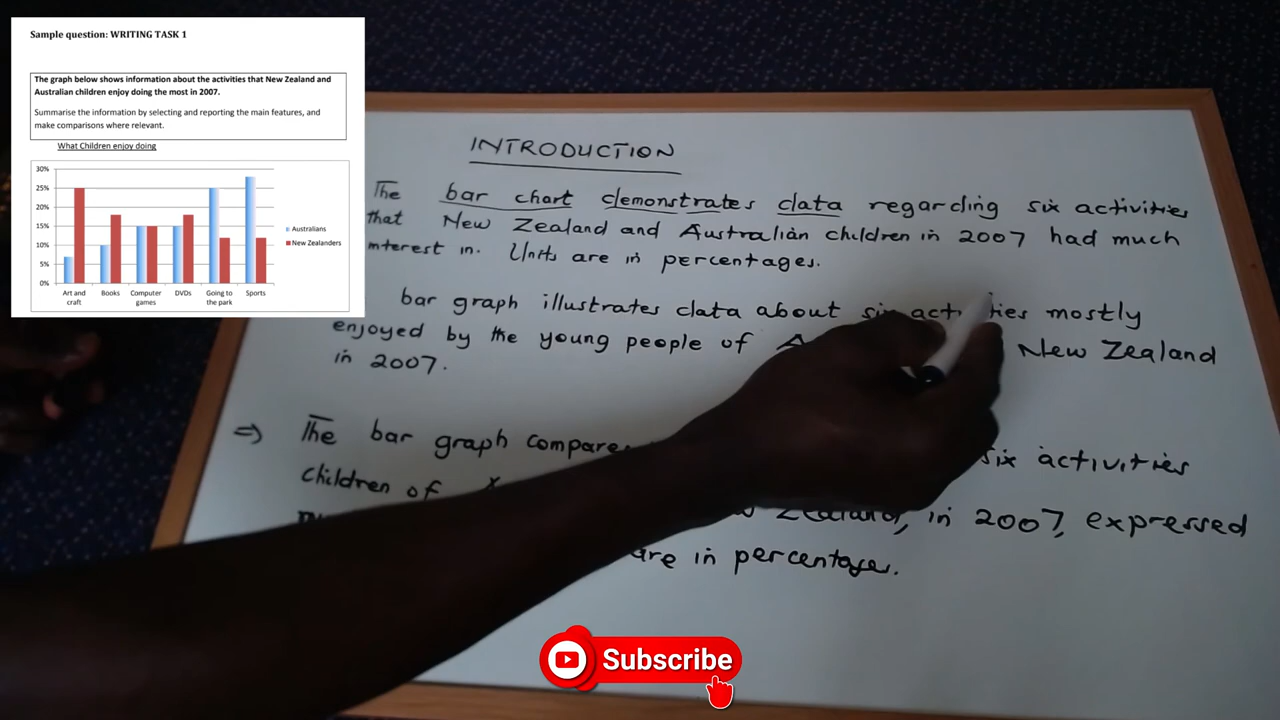 Sample question: WRITING TASK 1
The graph below shows information about the activities that New Zealand and
Australian children enjoy doing the most in 2007.
Summarise the information by selecting and reporting the main features, and
make comparisons where relevant.
What Children enjoy doing
30%
25%
20%
15%
10%
5%
0%
Art and craft
Books
Computer games
DVDs
Going to the park
Sports
Australians
New Zealanders
INTRODUCTION
The bar chart demonstrates data regarding six activities
that New Zealand and Australian children in 2007 had much
interest in. Units are in percentages.
bar graph illustrates data about six activities mostly
enjoyed by the young people of New Zealand
in 2007.
⇒ The bar graph six activities
Children of
Zealand, in 2007, expressed
are in percentages.
Subscribe